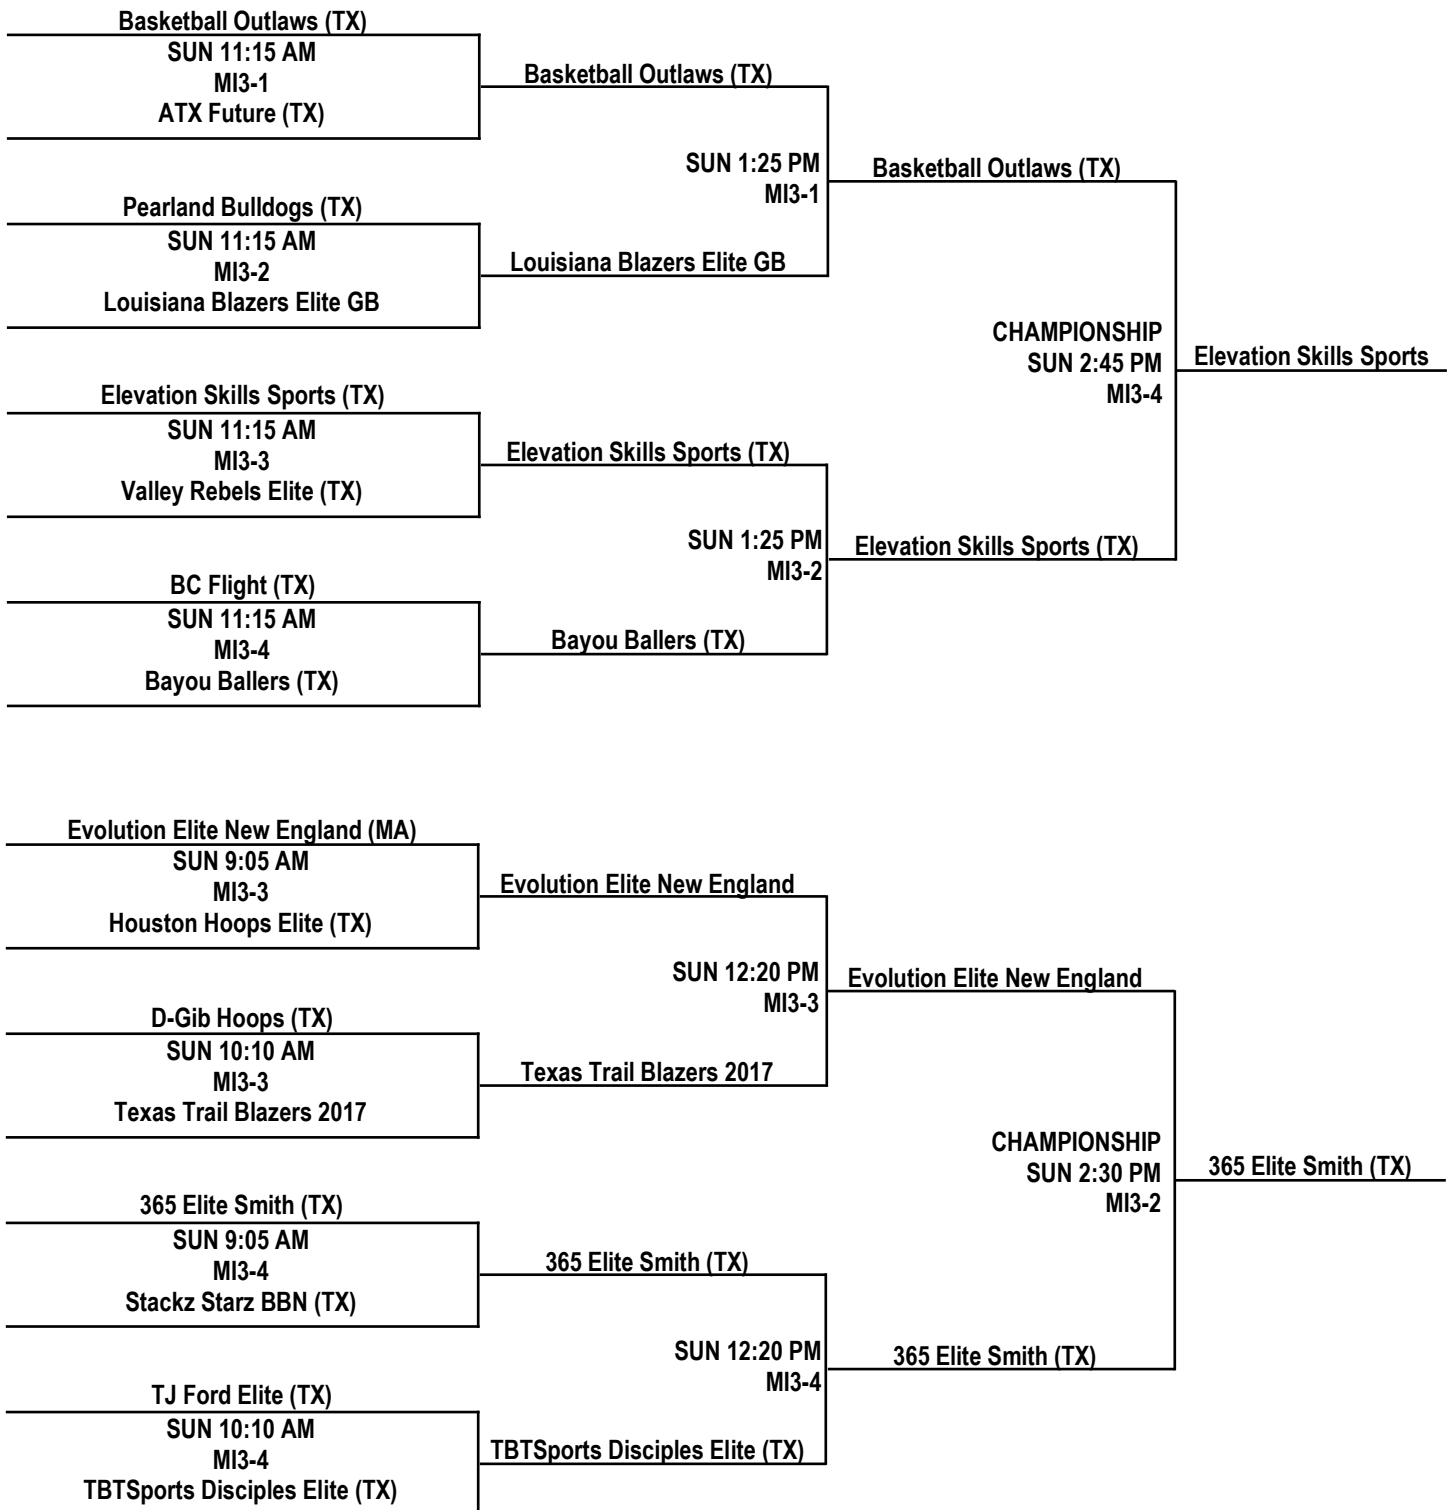 Basketball Outlaws (TX)
SUN 11:15 AM
MI3-1
ATX Future (TX)
Basketball Outlaws (TX)
SUN 1:25 PM
MI3-1
Basketball Outlaws (TX)
Pearland Bulldogs (TX)
SUN 11:15 AM
MI3-2
Louisiana Blazers Elite GB
Louisiana Blazers Elite GB
CHAMPIONSHIP
SUN 2:45 PM
MI3-4
Elevation Skills Sports
Elevation Skills Sports (TX)
SUN 11:15 AM
MI3-3
Valley Rebels Elite (TX)
Elevation Skills Sports (TX)
SUN 1:25 PM
MI3-2
Elevation Skills Sports (TX)
BC Flight (TX)
SUN 11:15 AM
MI3-4
Bayou Ballers (TX)
Bayou Ballers (TX)
Evolution Elite New England (MA)
SUN 9:05 AM
MI3-3
Houston Hoops Elite (TX)
Evolution Elite New England
SUN 12:20 PM
MI3-3
Evolution Elite New England
D-Gib Hoops (TX)
SUN 10:10 AM
MI3-3
Texas Trail Blazers 2017
Texas Trail Blazers 2017
CHAMPIONSHIP
SUN 2:30 PM
MI3-2
365 Elite Smith (TX)
365 Elite Smith (TX)
SUN 9:05 AM
MI3-4
Stackz Starz BBN (TX)
365 Elite Smith (TX)
SUN 12:20 PM
MI3-4
365 Elite Smith (TX)
TJ Ford Elite (TX)
SUN 10:10 AM
MI3-4
TBTSports Disciples Elite (TX)
TBTSports Disciples Elite (TX)